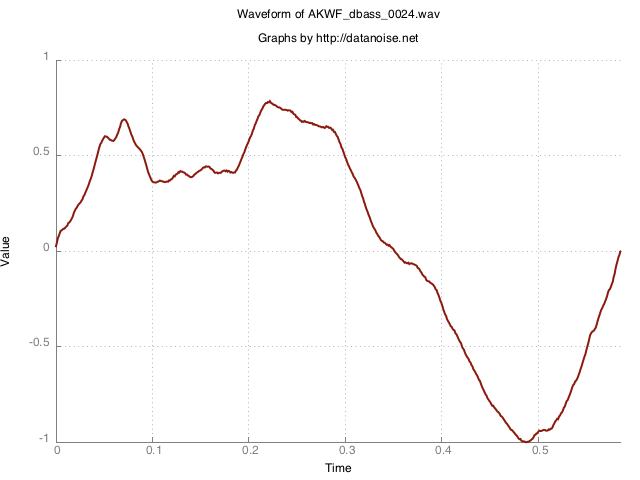 Waveform of AKWF_dbass_0024.wav
Graphs by http://datanoise.net
1
0.5
0
-0.5
-1
Value
0 0.1 0.2 0.3 0.4 0.5
Time